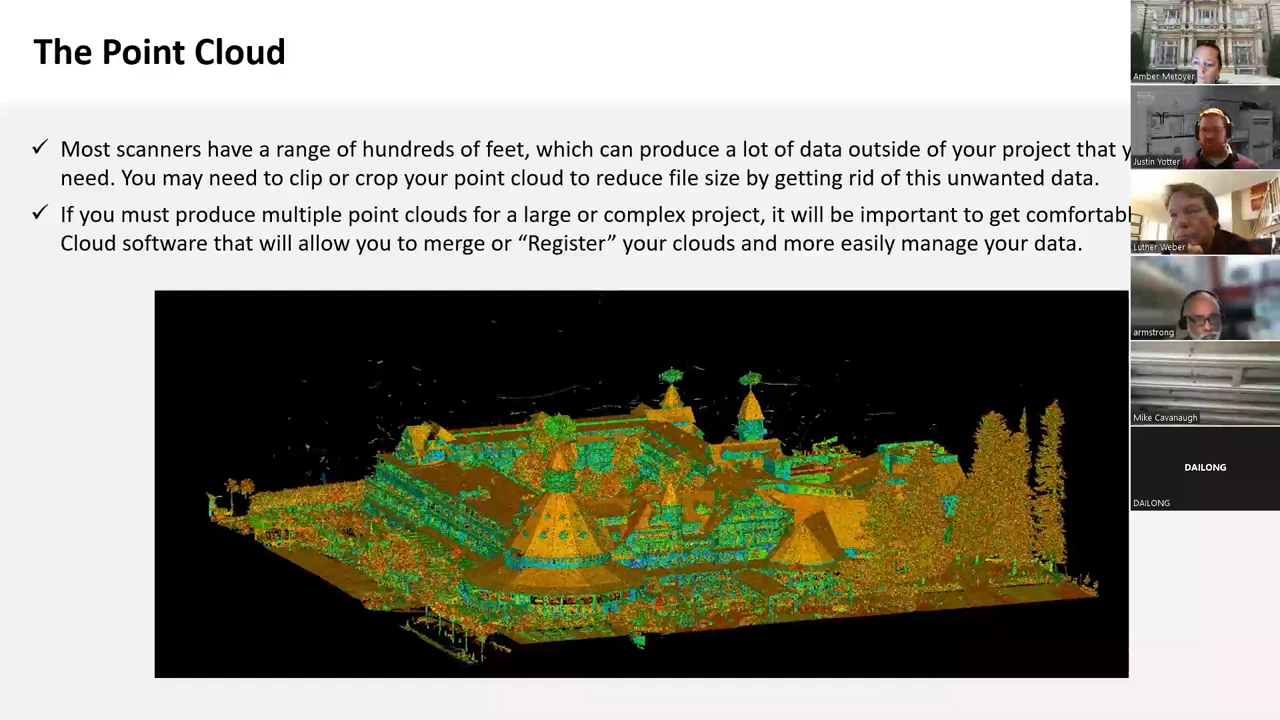 The Point Cloud
✓ Most scanners have a range of hundreds of feet, which can produce a lot of data outside of your project that
need. You may need to clip or crop your point cloud to reduce file size by getting rid of this unwanted data.
✓ If you must produce multiple point clouds for a large or complex project, it will be important to get
Cloud software that will allow you to merge or “Register” your clouds and more easily manage your data.
Amber Metoyer
Justin Yotter
Luther Weber
armstrong
Mike Cavanaugh
DAILONG
DAILONG